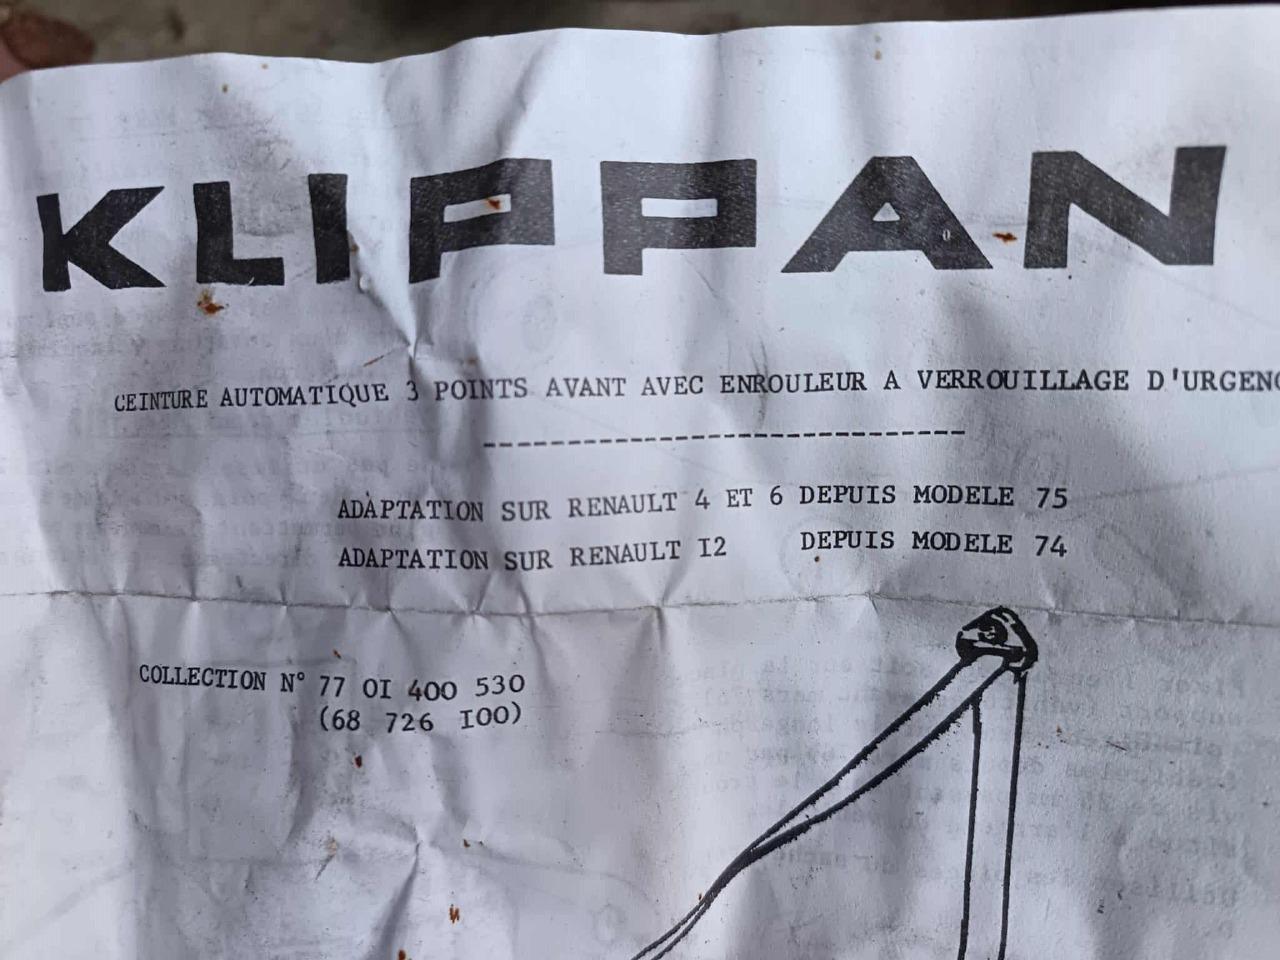 KLIPPAN
CEINTURE AUTOMATIQUE 3 POINTS AVANT AVEC ENROULEUR A VERROUILLAGE D'URGENC
--------------------------------
ADAPTATION SUR RENAULT 4 ET 6 DEPUIS MODELE 75
ADAPTATION SUR RENAULT I2 DEPUIS MODELE 74
COLLECTION N° 77 OI 400 530
(68 726 IOO)